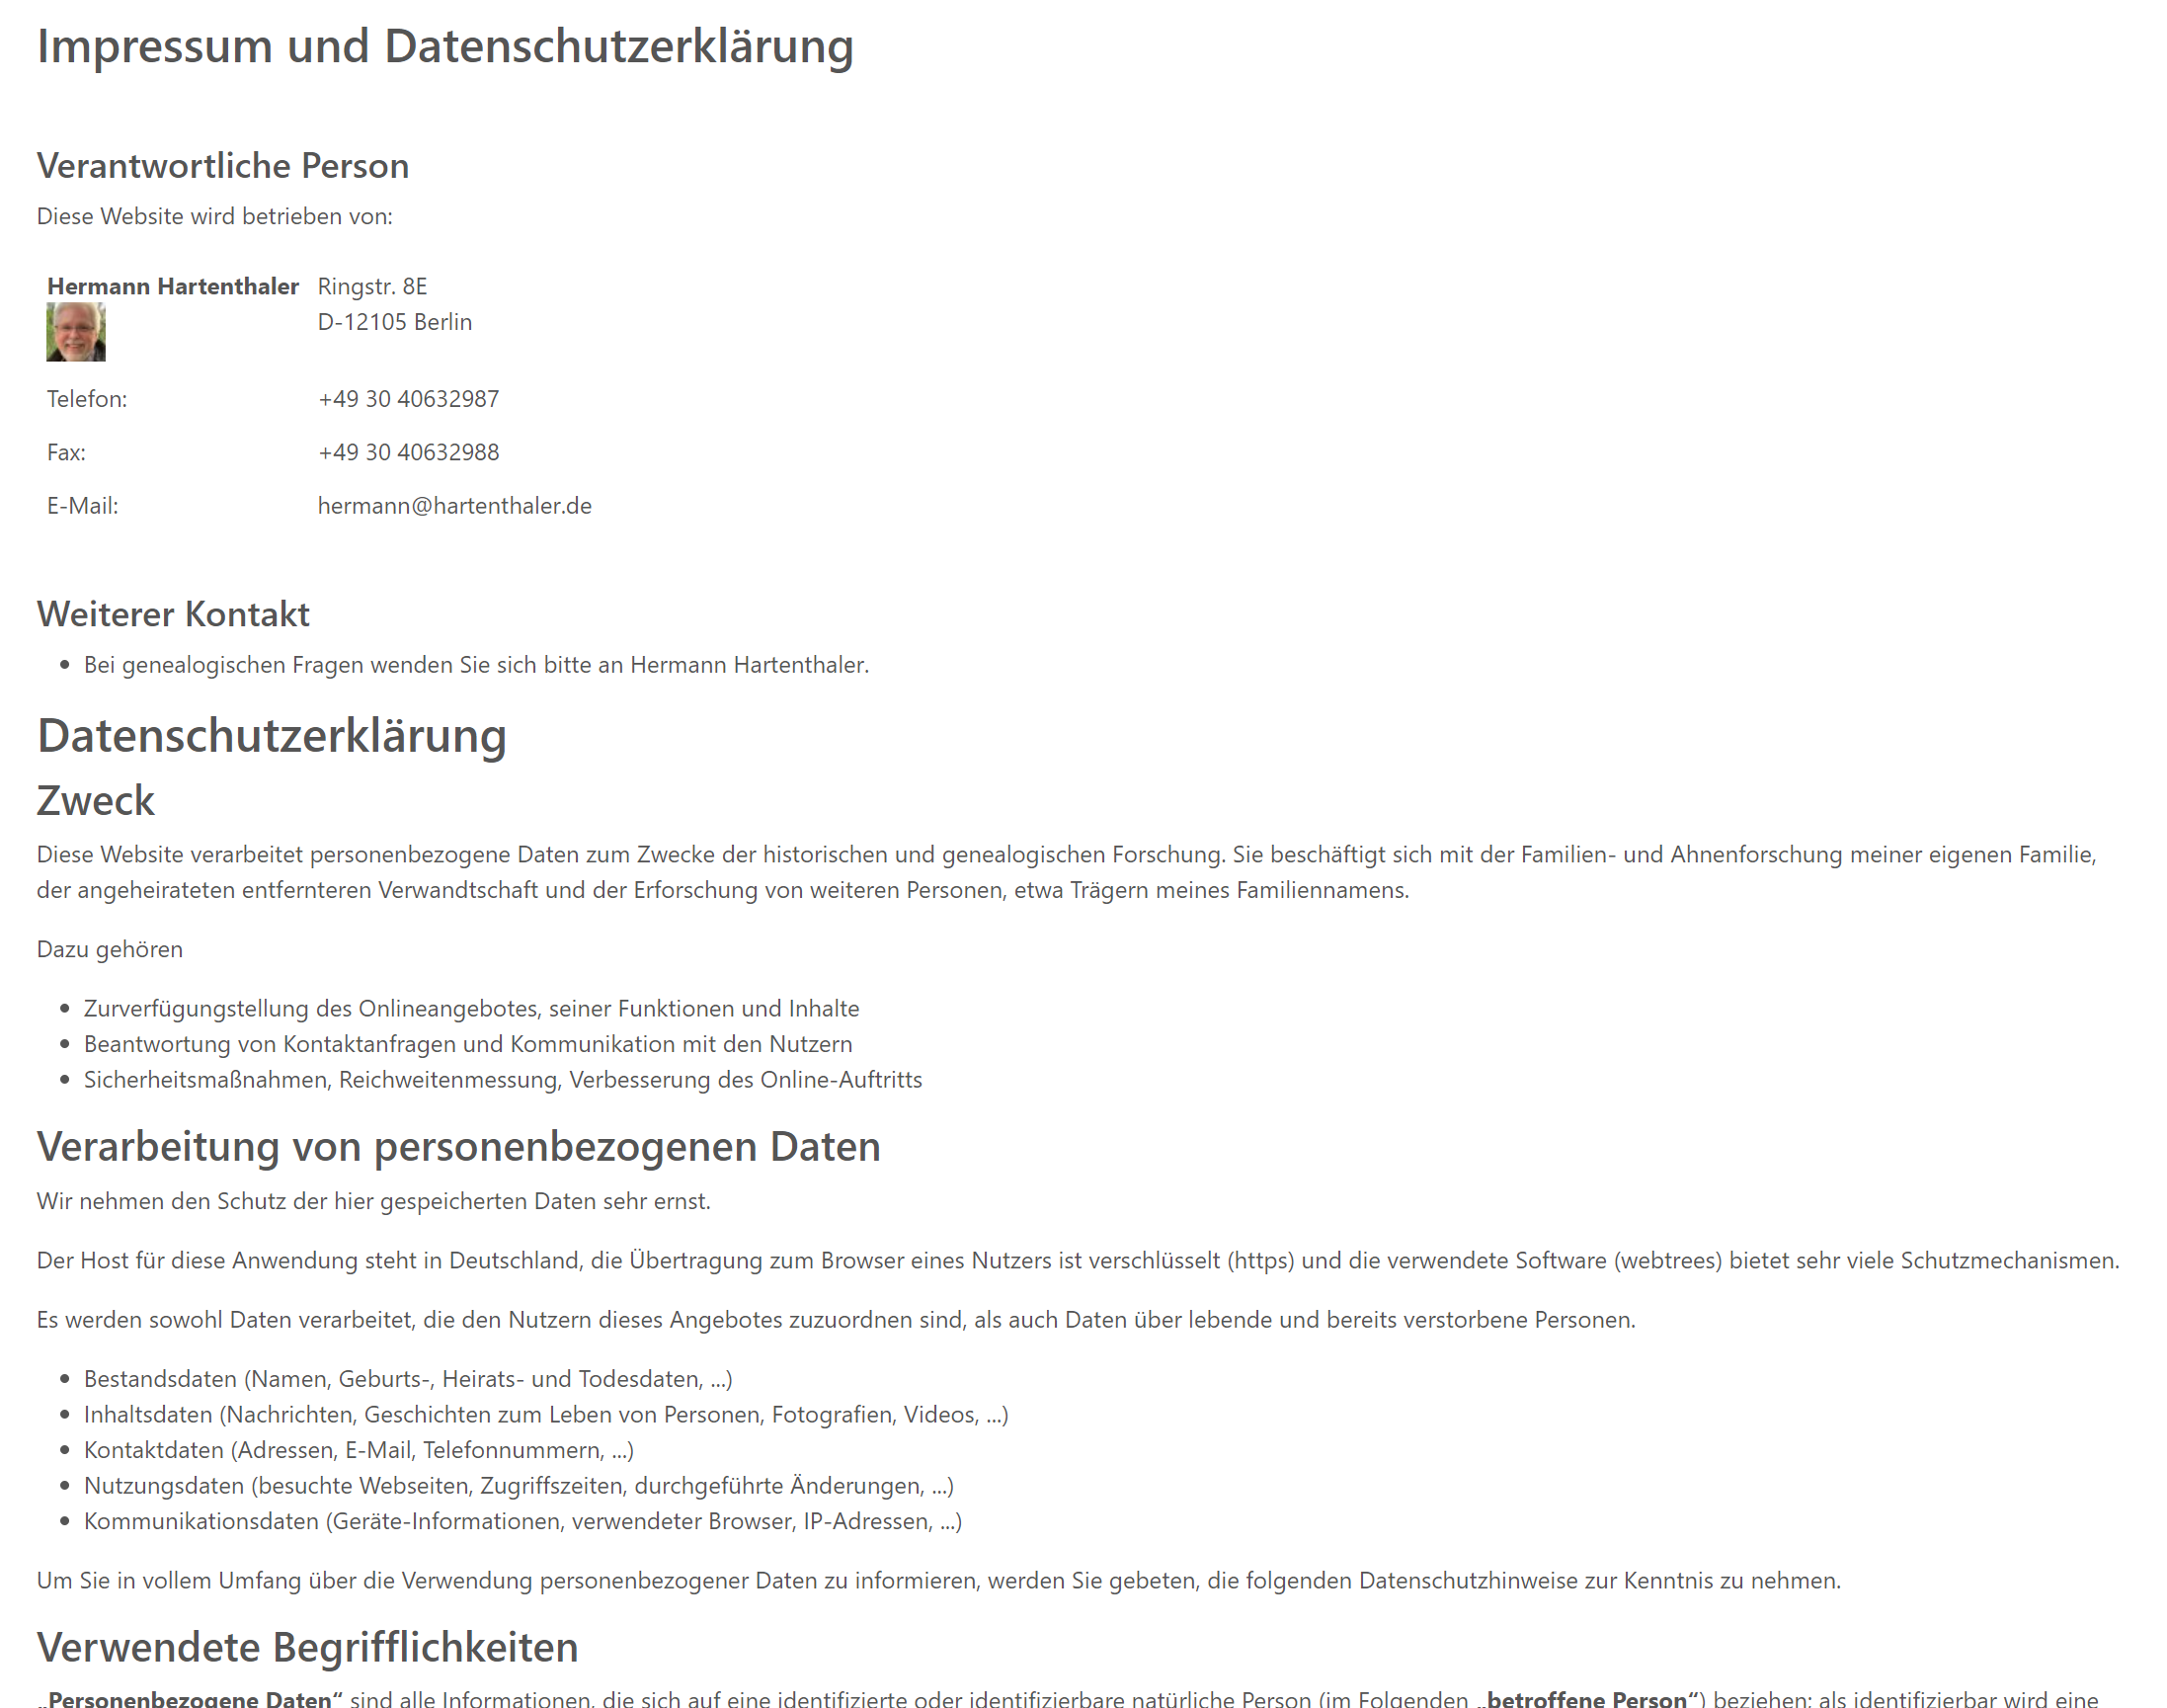 Impressum und Datenschutzerklärung
Verantwortliche Person
Diese Website wird betrieben von:
Hermann Hartenthaler
Ringstr. 8E
D-12105 Berlin
Telefon: +49 30 40632987
Fax: +49 30 40632988
E-Mail: hermann@hartenthaler.de
Weiterer Kontakt
• Bei genealogischen Fragen wenden Sie sich bitte an Hermann Hartenthaler.
Datenschutzerklärung
Zweck
Diese Website verarbeitet personenbezogene Daten zum Zwecke der historischen und genealogischen Forschung. Sie beschäftigt sich mit der Familien- und Ahnenforschung meiner eigenen Familie,
der angeheirateten entfernteren Verwandtschaft und der Erforschung von weiteren Personen, etwa Trägern meines Familiennamens.
Dazu gehören
• Zurverfügungstellung des Onlineangebotes, seiner Funktionen und Inhalte
• Beantwortung von Kontaktanfragen und Kommunikation mit den Nutzern
• Sicherheitsmaßnahmen, Reichweitenmessung, Verbesserung des Online-Auftritts
Verarbeitung von personenbezogenen Daten
Wir nehmen den Schutz der hier gespeicherten Daten sehr ernst.
Der Host für diese Anwendung steht in Deutschland, die Übertragung zum Browser eines Nutzers ist verschlüsselt (https) und die verwendete Software (webtrees) bietet sehr viele Schutzmechanismen.
Es werden sowohl Daten verarbeitet, die den Nutzern dieses Angebotes zuzuordnen sind, als auch Daten über lebende und bereits verstorbene Personen.
• Bestandsdaten (Namen, Geburts-, Heirats- und Todesdaten, ...)
• Inhaltsdaten (Nachrichten, Geschichten zum Leben von Personen, Fotografien, Videos, ...)
• Kontaktdaten (Adressen, E-Mail, Telefonnummern, ...)
• Nutzungsdaten (besuchte Webseiten, Zugriffszeiten, durchgeführte Änderungen, ...)
• Kommunikationsdaten (Geräte-Informationen, verwendeter Browser, IP-Adressen, ...)
Um Sie in vollem Umfang über die Verwendung personenbezogener Daten zu informieren, werden Sie gebeten, die folgenden Datenschutzhinweise zur Kenntnis zu nehmen.
Verwendete Begrifflichkeiten
„Personenbezogene Daten“ sind alle Informationen, die sich auf eine identifizierte oder identifizierbare natürliche Person (im Folgenden „betroffene Person“) beziehen; als identifizierbar wird eine